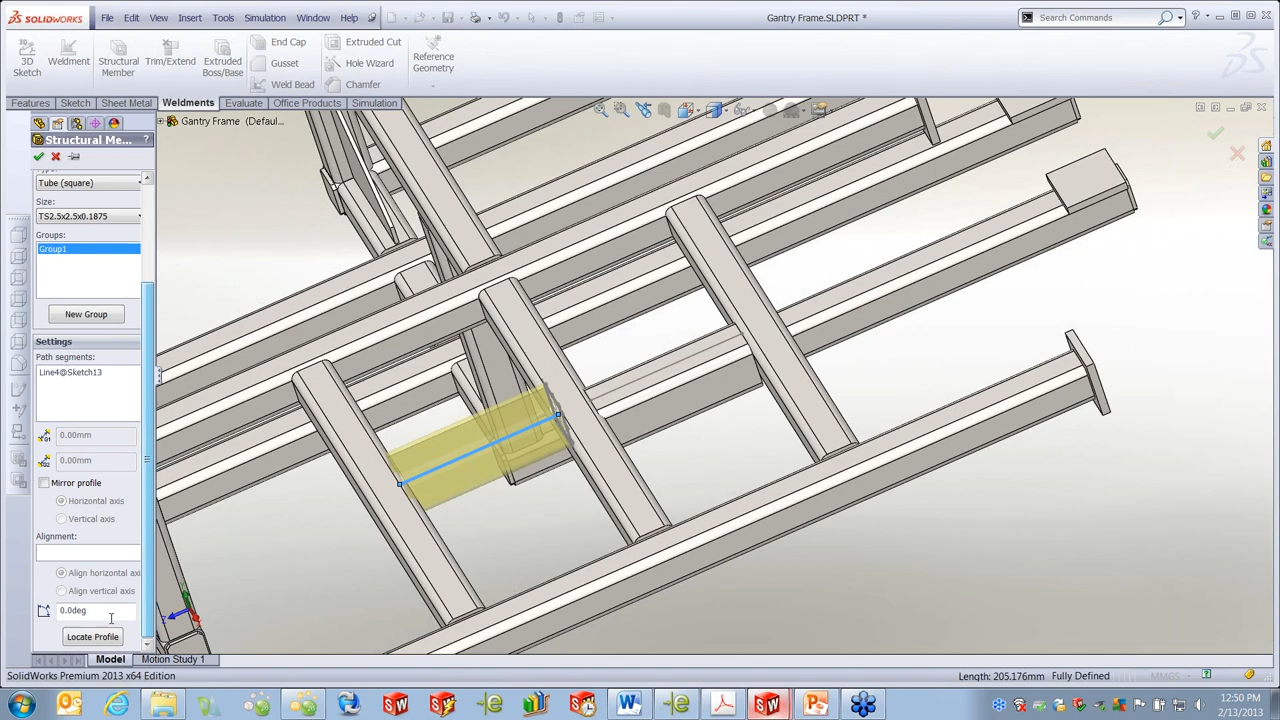 SOLIDWORKS
File Edit View Insert Tools Simulation Window Help
Gantry Frame.SLDPRT *
Search Commands
3D Sketch
Weldment
Structural Member
Trim/Extend
Extruded Boss/Base
End Cap
Gusset
Weld Bead
Extruded Cut
Hole Wizard
Chamfer
Reference Geometry
Features Sketch Sheet Metal Weldments Evaluate Office Products Simulation
Gantry Frame (Defaul...
Structural Me... ?
Tube (square)
Size:
TS2.5x2.5x0.1875
Groups:
Group1
New Group
Settings
Path segments:
Line4@Sketch13
0.00mm
0.00mm
Mirror profile
Horizontal axis
Vertical axis
Alignment:
Align horizontal axi
Align vertical axis
0.0deg
Locate Profile
Model Motion Study 1
SolidWorks Premium 2013 x64 Edition
Length: 205.176mm Fully Defined
MMGS
12:50 PM
2/13/2013